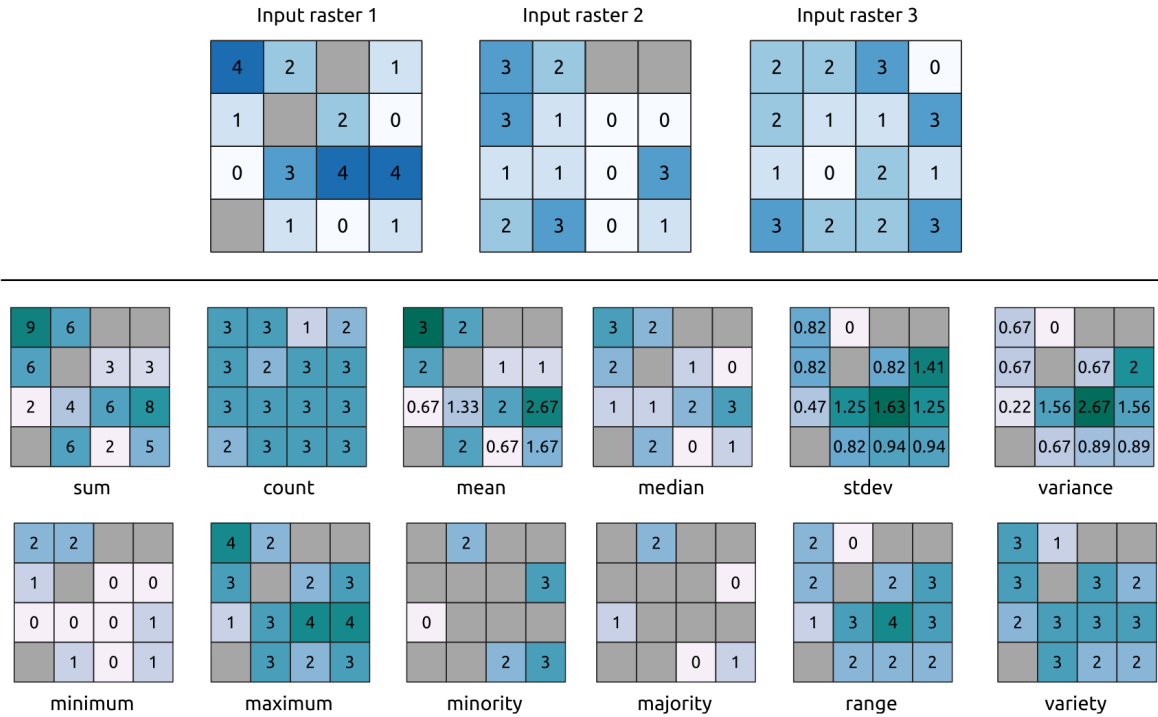 Input raster 1 Input raster 2 Input raster 3
4 2 1 3 2 2 2 3 0
1 2 0 3 1 0 0 2 1 1 3
0 3 4 4 1 1 0 3 1 0 2 1
1 0 1 2 3 0 1 3 2 2 3
9 6 3 3 1 2 3 2 3 2 0.82 0 0.67 0
6 3 3 3 2 3 3 2 1 1 2 1 0 0.82 0.82 1.41 0.67 0.67 2
2 4 6 8 3 3 3 3 0.67 1.33 2 2.67 1 1 2 3 0.47 1.25 1.63 1.25 0.22 1.56 2.67 1.56
6 2 5 2 3 3 3 2 0.67 1.67 2 0 1 0.82 0.94 0.94 0.67 0.89 0.89
sum count mean median stdev variance
2 2 4 2 2 2 2 0 3 1
1 0 0 3 2 3 3 0 2 2 3 3 3 2
0 0 0 1 1 3 4 4 0 1 1 3 4 3 2 3 3 3
1 0 1 3 2 3 2 3 0 1 2 2 2 3 2 2
minimum maximum minority majority range variety